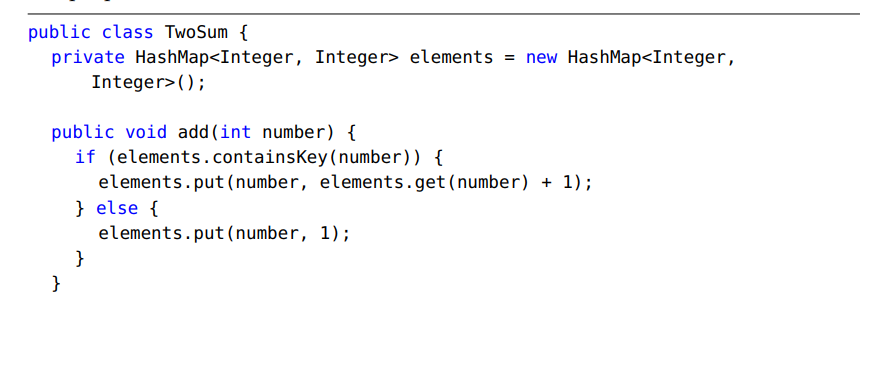 public class TwoSum {
private HashMap<Integer, Integer> elements = new HashMap<Integer,
Integer>();
public void add(int number) {
if (elements.containsKey(number)) {
elements.put(number, elements.get(number) + 1);
} else {
elements.put(number, 1);
}
}